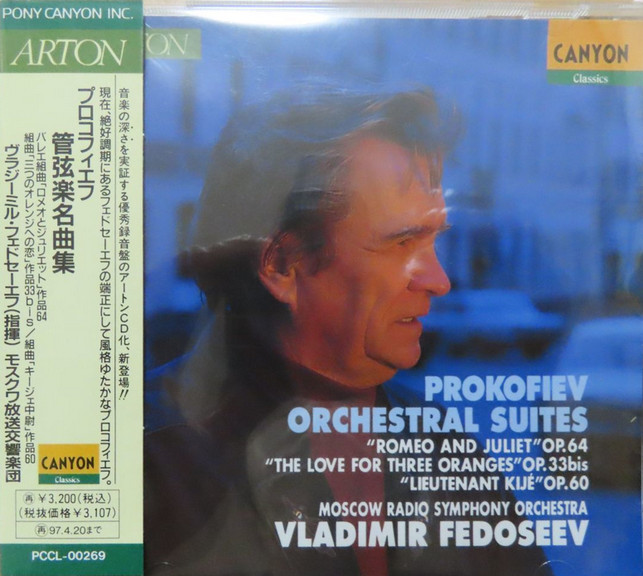 PONY CANYON INC.
ARTON
音楽の深さを実証する優秀録音盤のアートンCD化、新登場!!
現在、絶好調期にあるフェドセーエフの端正にして風格ゆたかなプロコフィエフ。
プロコフィエフ
管弦楽名曲集
バレエ組曲「ロメオとジュリエット」作品64
組曲「三つのオレンジへの恋」作品33bis/組曲「キージェ中尉」作品60
ヴラジーミル・フェドセーエフ(指揮) モスクワ放送交響楽団
CANYON
Classics
再¥3,200(税込)
(税抜価格¥3,107)
再97.4.20まで
PCCL-00269
TON
CANYON
Classics
PROKOFIEV
ORCHESTRAL SUITES
"ROMEO AND JULIET"OP.64
"THE LOVE FOR THREE ORANGES"OP.33bis
"LIEUTENANT KIJÉ"OP.60
MOSCOW RADIO SYMPHONY ORCHESTRA
VLADIMIR FEDOSEEV